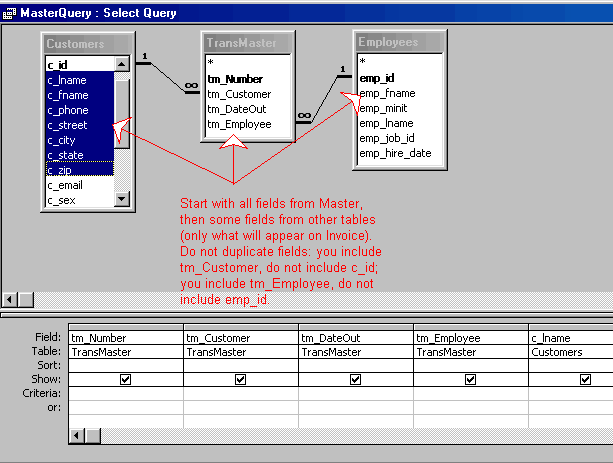 MasterQuery : Select Query
Customers
c_id
c_lname
c_fname
c_phone
c_street
c_city
c_state
c_zip
c_email
c_sex
1
∞
TransMaster
*
tm_Number
tm_Customer
tm_DateOut
tm_Employee
∞
1
Employees
*
emp_id
emp_fname
emp_minit
emp_lname
emp_job_id
emp_hire_date
Start with all fields from Master,
then some fields from other tables
(only what will appear on Invoice).
Do not duplicate fields: you include
tm_Customer, do not include c_id;
you include tm_Employee, do not
include emp_id.
Field: tm_Number tm_Customer tm_DateOut tm_Employee c_lname
Table: TransMaster TransMaster TransMaster TransMaster Customers
Sort:
Show:
Criteria:
or: